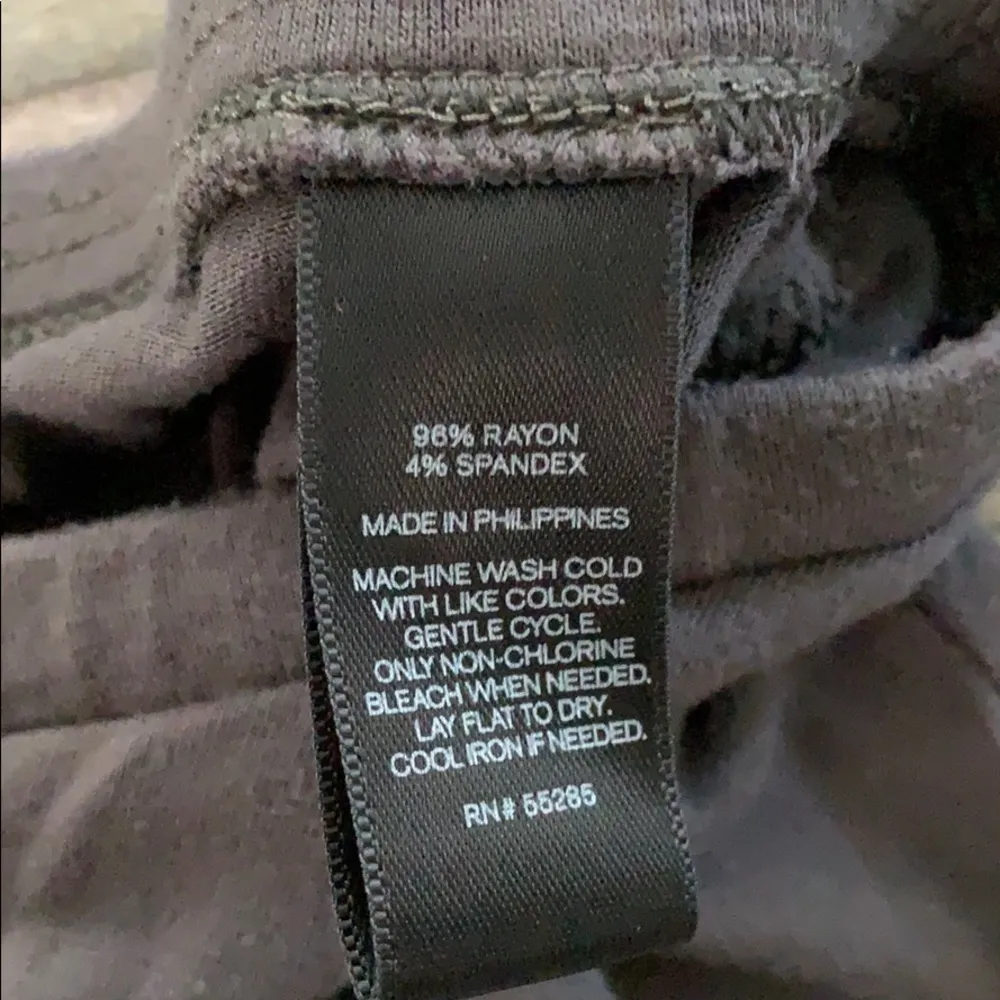 96% RAYON
4% SPANDEX
MADE IN PHILIPPINES
MACHINE WASH COLD
WITH LIKE COLORS.
GENTLE CYCLE.
ONLY NON-CHLORINE
BLEACH WHEN NEEDED.
LAY FLAT TO DRY.
COOL IRON IF NEEDED.
RN# 55285